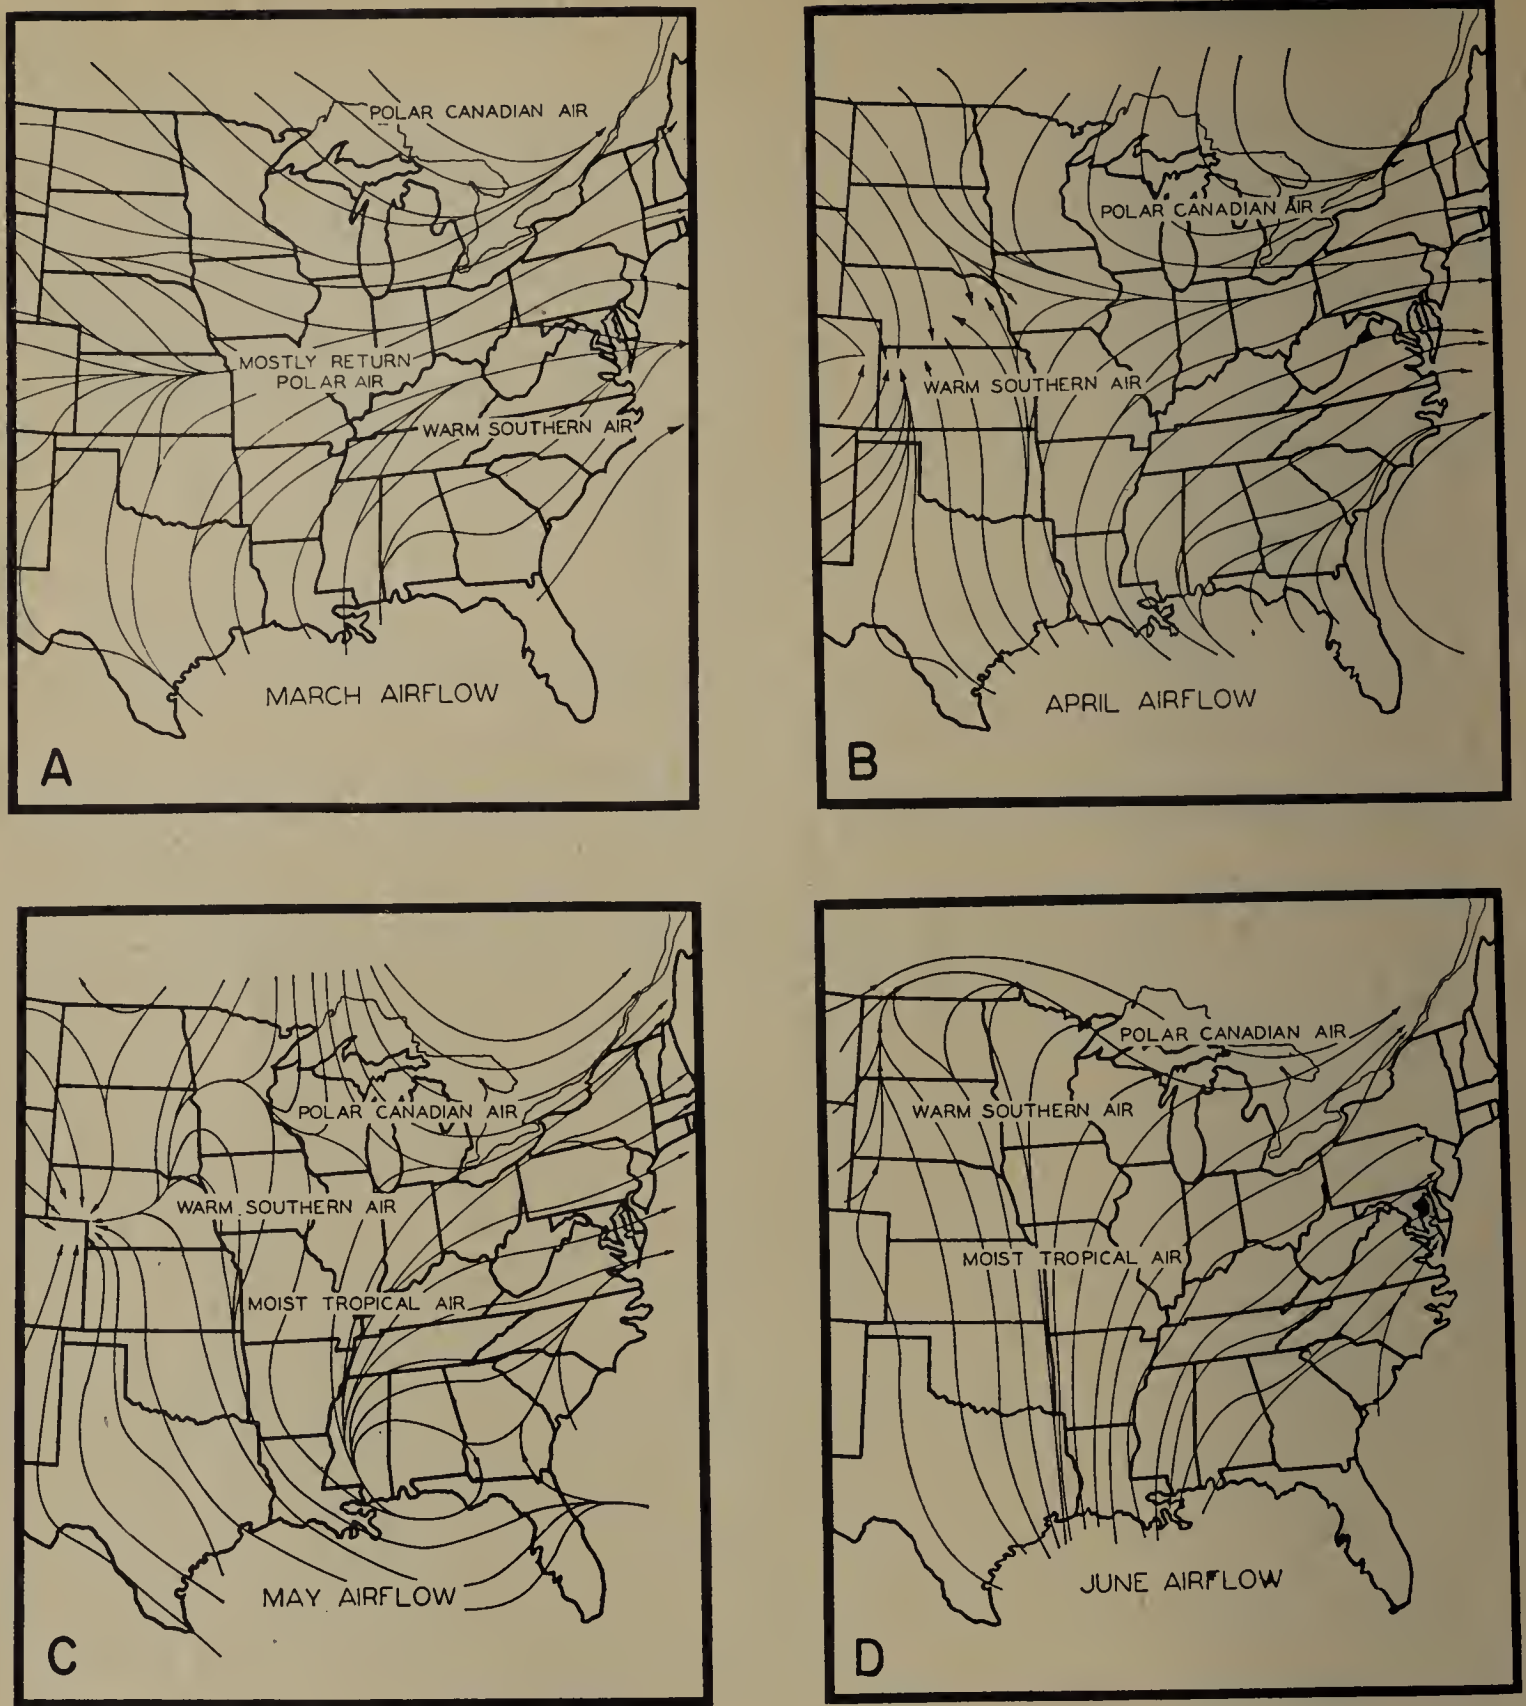 POLAR CANADIAN AIR
MOSTLY RETURN
POLAR AIR
WARM SOUTHERN AIR
MARCH AIRFLOW
A
POLAR CANADIAN AIR
WARM SOUTHERN AIR
APRIL AIRFLOW
B
POLAR CANADIAN AIR
WARM SOUTHERN AIR
MOIST TROPICAL AIR
MAY AIRFLOW
C
POLAR CANADIAN AIR
WARM SOUTHERN AIR
MOIST TROPICAL AIR
JUNE AIRFLOW
D